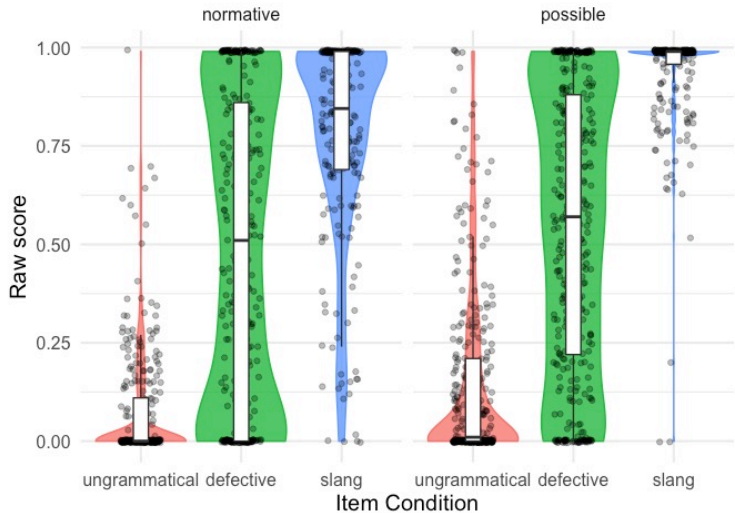 normative
possible
1.00
0.75
0.50
0.25
0.00
Raw score
ungrammatical defective slang
ungrammatical defective slang
Item Condition